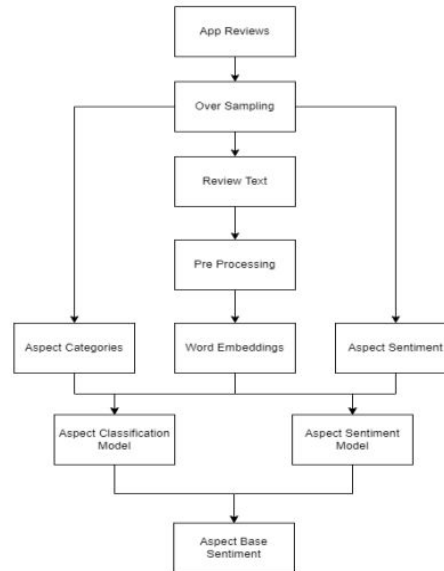 App Reviews
Over Sampling
Review Text
Pre Processing
Aspect Categories
Word Embeddings
Aspect Sentiment
Aspect Classification
Model
Aspect Sentiment
Model
Aspect Base
Sentiment